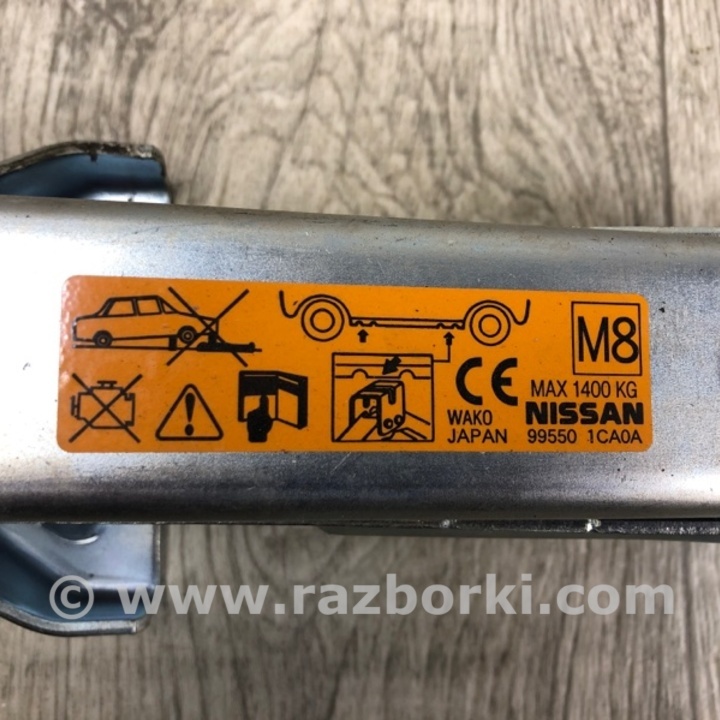 M8
CE
MAX 1400 KG
WAKO NISSAN
JAPAN 99550 1CA0A
© www.razborki.com